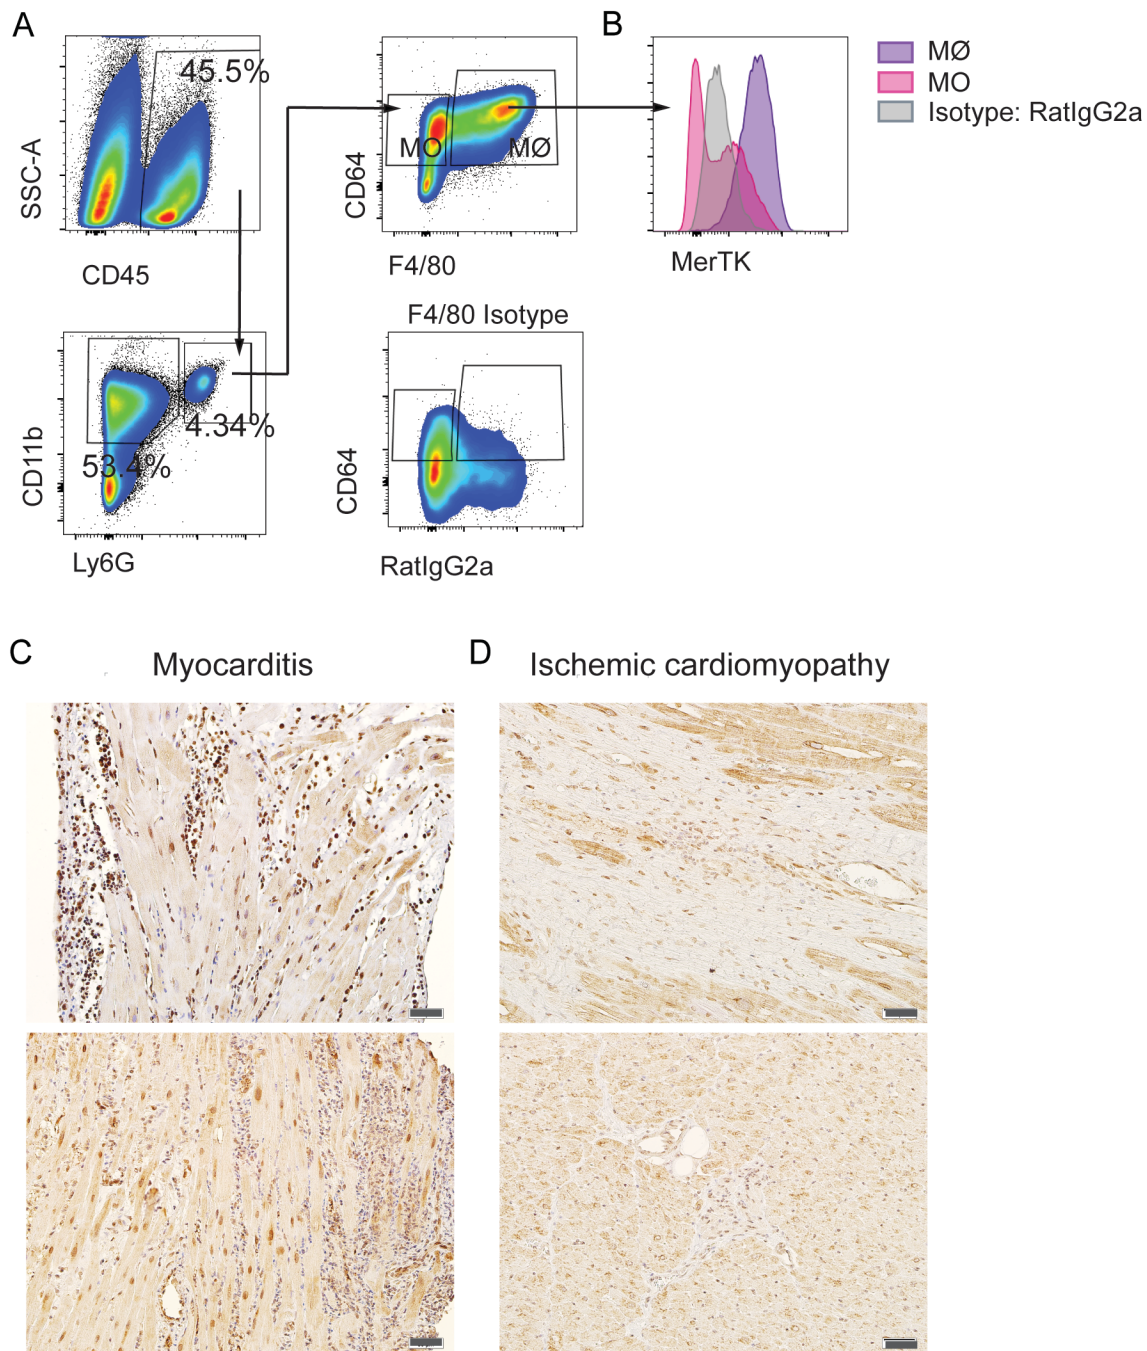 A
45.5%
SSC-A
CD45
CD64
MO
MØ
F4/80
B
MerTK
MØ
MO
Isotype: RatIgG2a
CD11b
53.4%
4.34%
Ly6G
F4/80 Isotype
CD64
RatIgG2a
C
Myocarditis
D
Ischemic cardiomyopathy